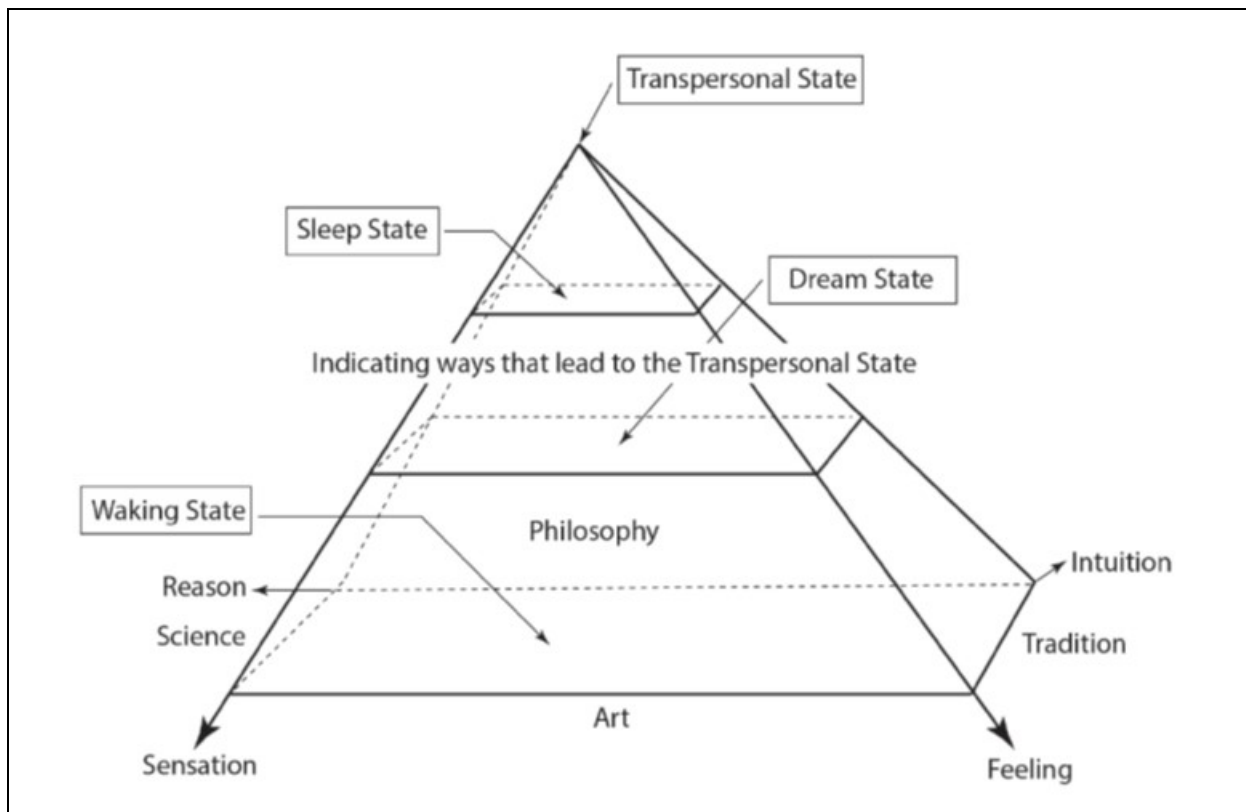 Transpersonal State
Sleep State
Dream State
Indicating ways that lead to the Transpersonal State
Waking State
Philosophy
Intuition
Reason
Science
Tradition
Art
Sensation
Feeling